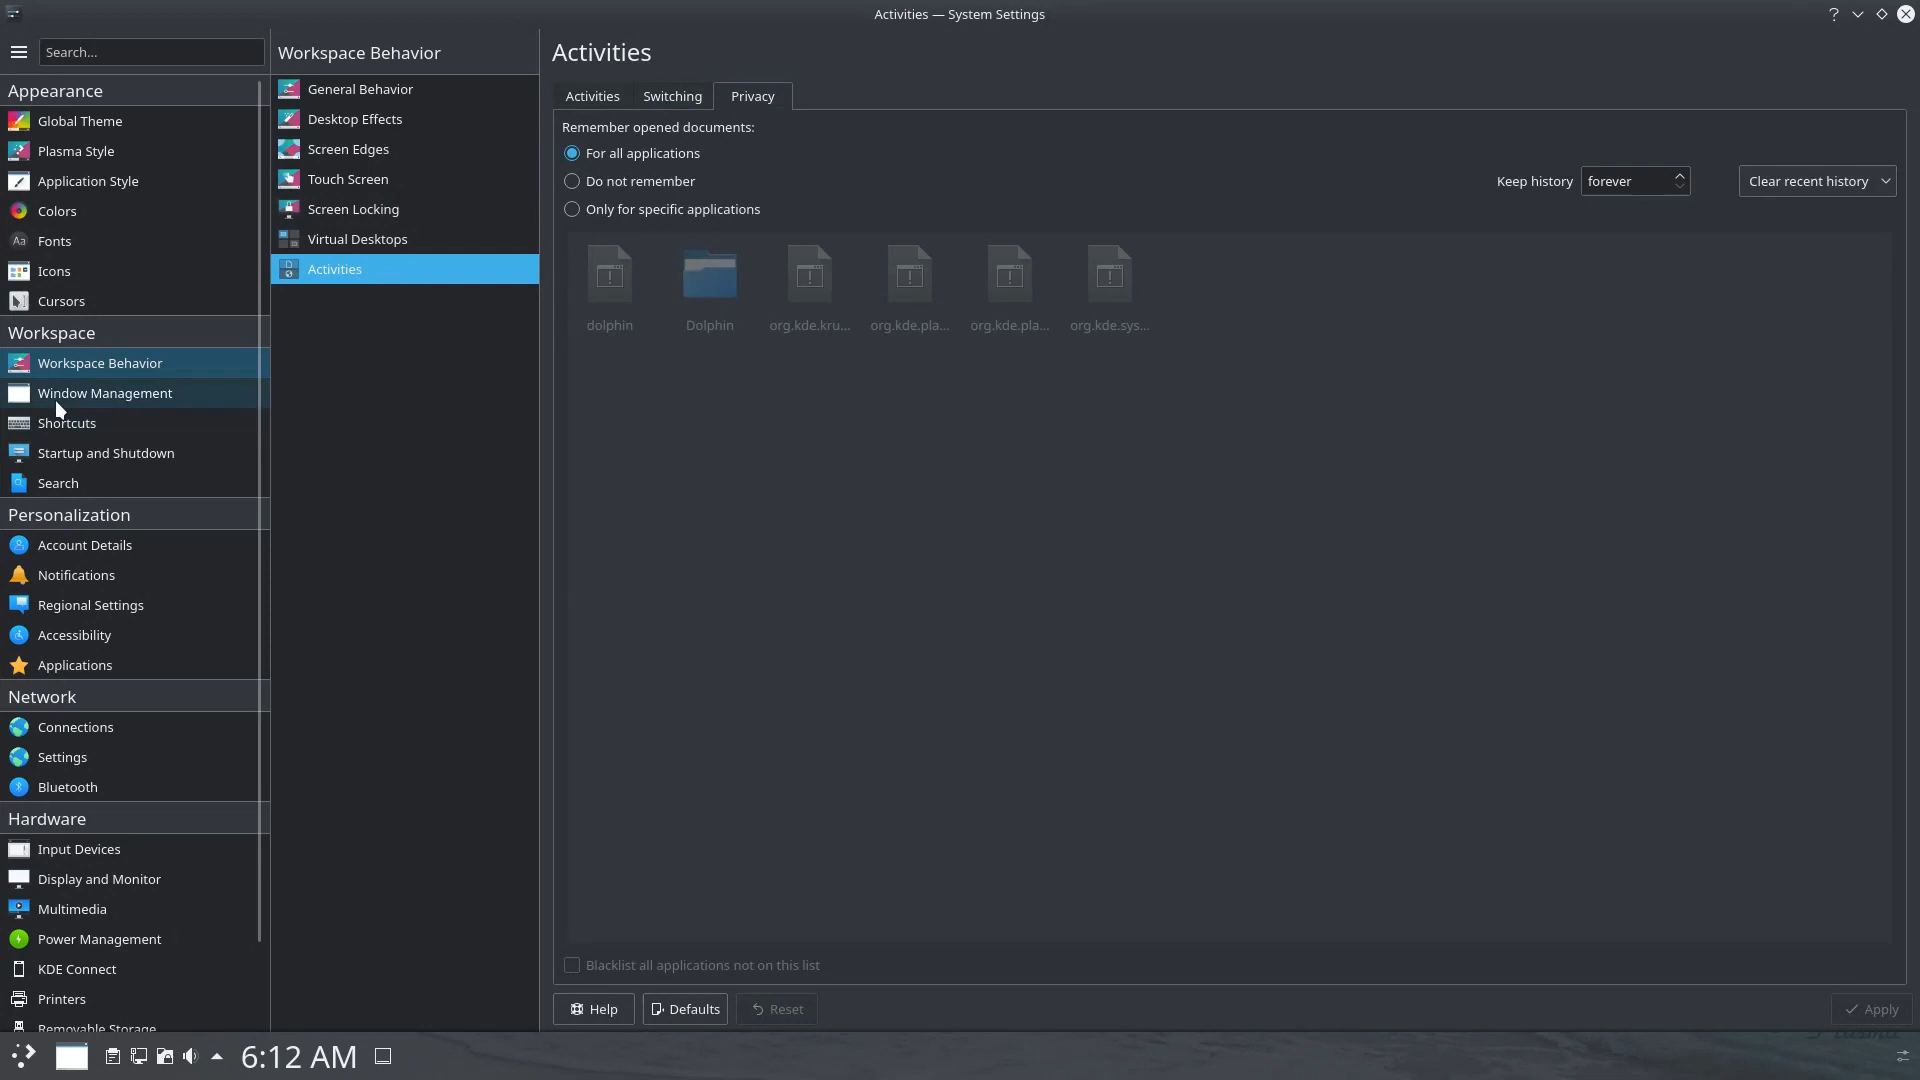 Activities — System Settings
Search...
Appearance
Global Theme
Plasma Style
Application Style
Colors
Aa Fonts
Icons
Cursors
Workspace
Workspace Behavior
Window Management
Shortcuts
Startup and Shutdown
Search
Personalization
Account Details
Notifications
Regional Settings
Accessibility
Applications
Network
Connections
Settings
Bluetooth
Hardware
Input Devices
Display and Monitor
Multimedia
Power Management
KDE Connect
Printers
Removable Storage
Workspace Behavior
General Behavior
Desktop Effects
Screen Edges
Touch Screen
Screen Locking
Virtual Desktops
Activities
Activities
Activities Switching Privacy
Remember opened documents:
For all applications
Do not remember
Only for specific applications
Keep history forever
Clear recent history
dolphin Dolphin org.kde.kru... org.kde.pla... org.kde.pla... org.kde.sys...
Blacklist all applications not on this list
Help Defaults Reset Apply
6:12 AM